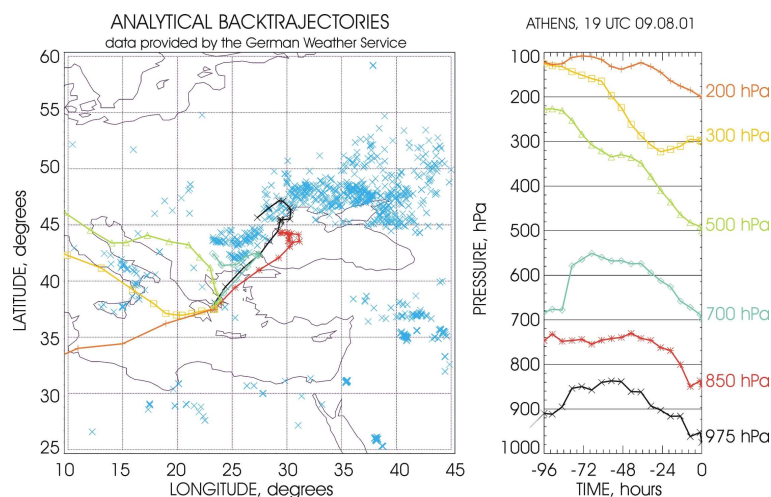 ANALYTICAL BACKTRAJECTORIES
data provided by the German Weather Service
ATHENS, 19 UTC 09.08.01
60
55
50
45
40
35
30
25
LATITUDE, degrees
10
15
20
25
30
35
40
45
LONGITUDE, degrees
100
200
300
400
500
600
700
800
900
1000
PRESSURE, hPa
200 hPa
300 hPa
500 hPa
700 hPa
850 hPa
975 hPa
-96
-72
-48
-24
0
TIME, hours